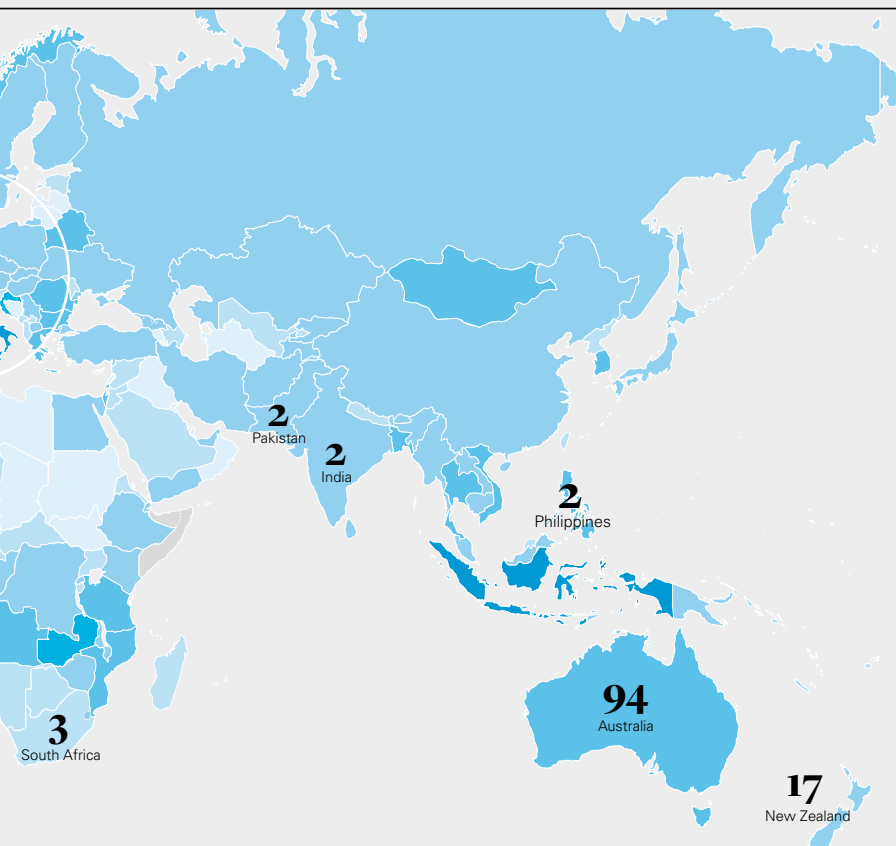 2
Pakistan
2
India
2
Philippines
94
Australia
3
South Africa
17
New Zealand